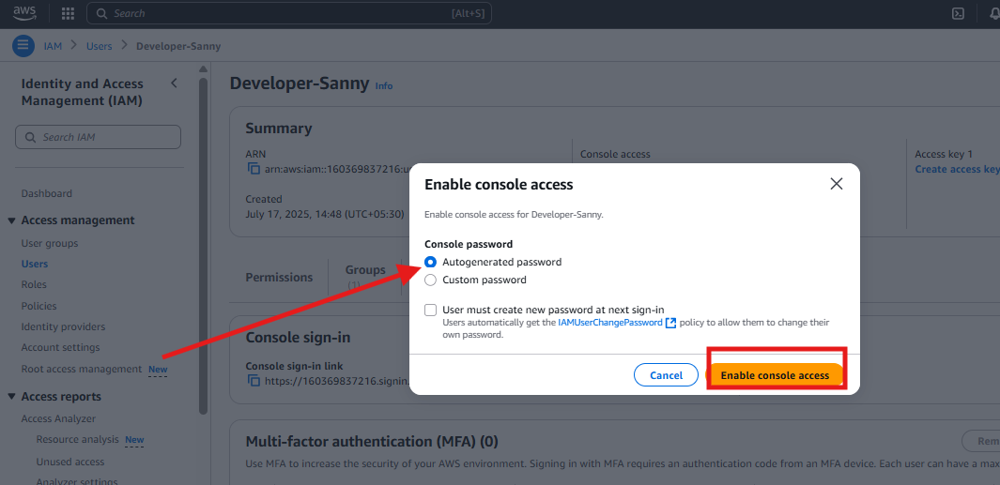 aws
Search [Alt+S]
IAM > Users > Developer-Sanny
Identity and Access
Management (IAM)
Search IAM
Dashboard
Access management
User groups
Users
Roles
Policies
Identity providers
Account settings
Root access management New
Access reports
Access Analyzer
Resource analysis New
Unused access
Analyzer settings
Developer-Sanny Info
Summary
ARN
arn:aws:iam::160369837216:u
Created
July 17, 2025, 14:48 (UTC+05:30)
Console access
Access key 1
Create access key
Permissions
Groups
(1)
Console sign-in
Console sign-in link
https://160369837216.signin.
Multi-factor authentication (MFA) (0)
Rem
Use MFA to increase the security of your AWS environment. Signing in with MFA requires an authentication code from an MFA device. Each user can have a max
Enable console access
Enable console access for Developer-Sanny.
Console password
Autogenerated password
Custom password
User must create new password at next sign-in
Users automatically get the IAMUserChangePassword policy to allow them to change their
own password.
Cancel
Enable console access